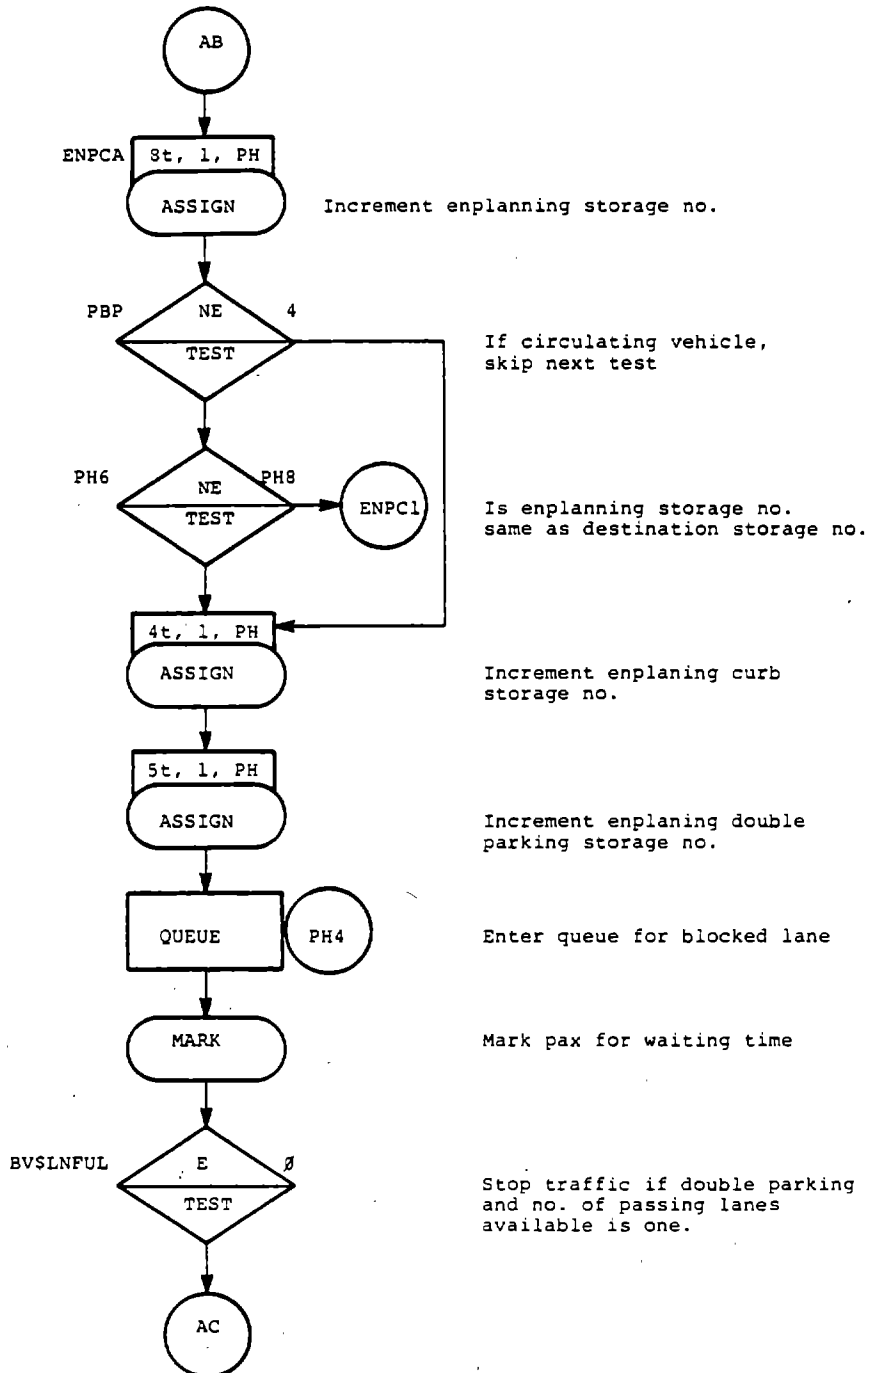 AB
ENPCA 8t, 1, PH
ASSIGN Increment enplanning storage no.
PBP NE 4
TEST
If circulating vehicle,
skip next test
PH6 NE PH8
TEST
ENPC1
Is enplanning storage no.
same as destination storage no.
4t, 1, PH
ASSIGN
Increment enplaning curb
storage no.
5t, 1, PH
ASSIGN
Increment enplaning double
parking storage no.
QUEUE PH4 Enter queue for blocked lane
MARK Mark pax for waiting time
BV$LNFUL E Ø
TEST
Stop traffic if double parking
and no. of passing lanes
available is one.
AC